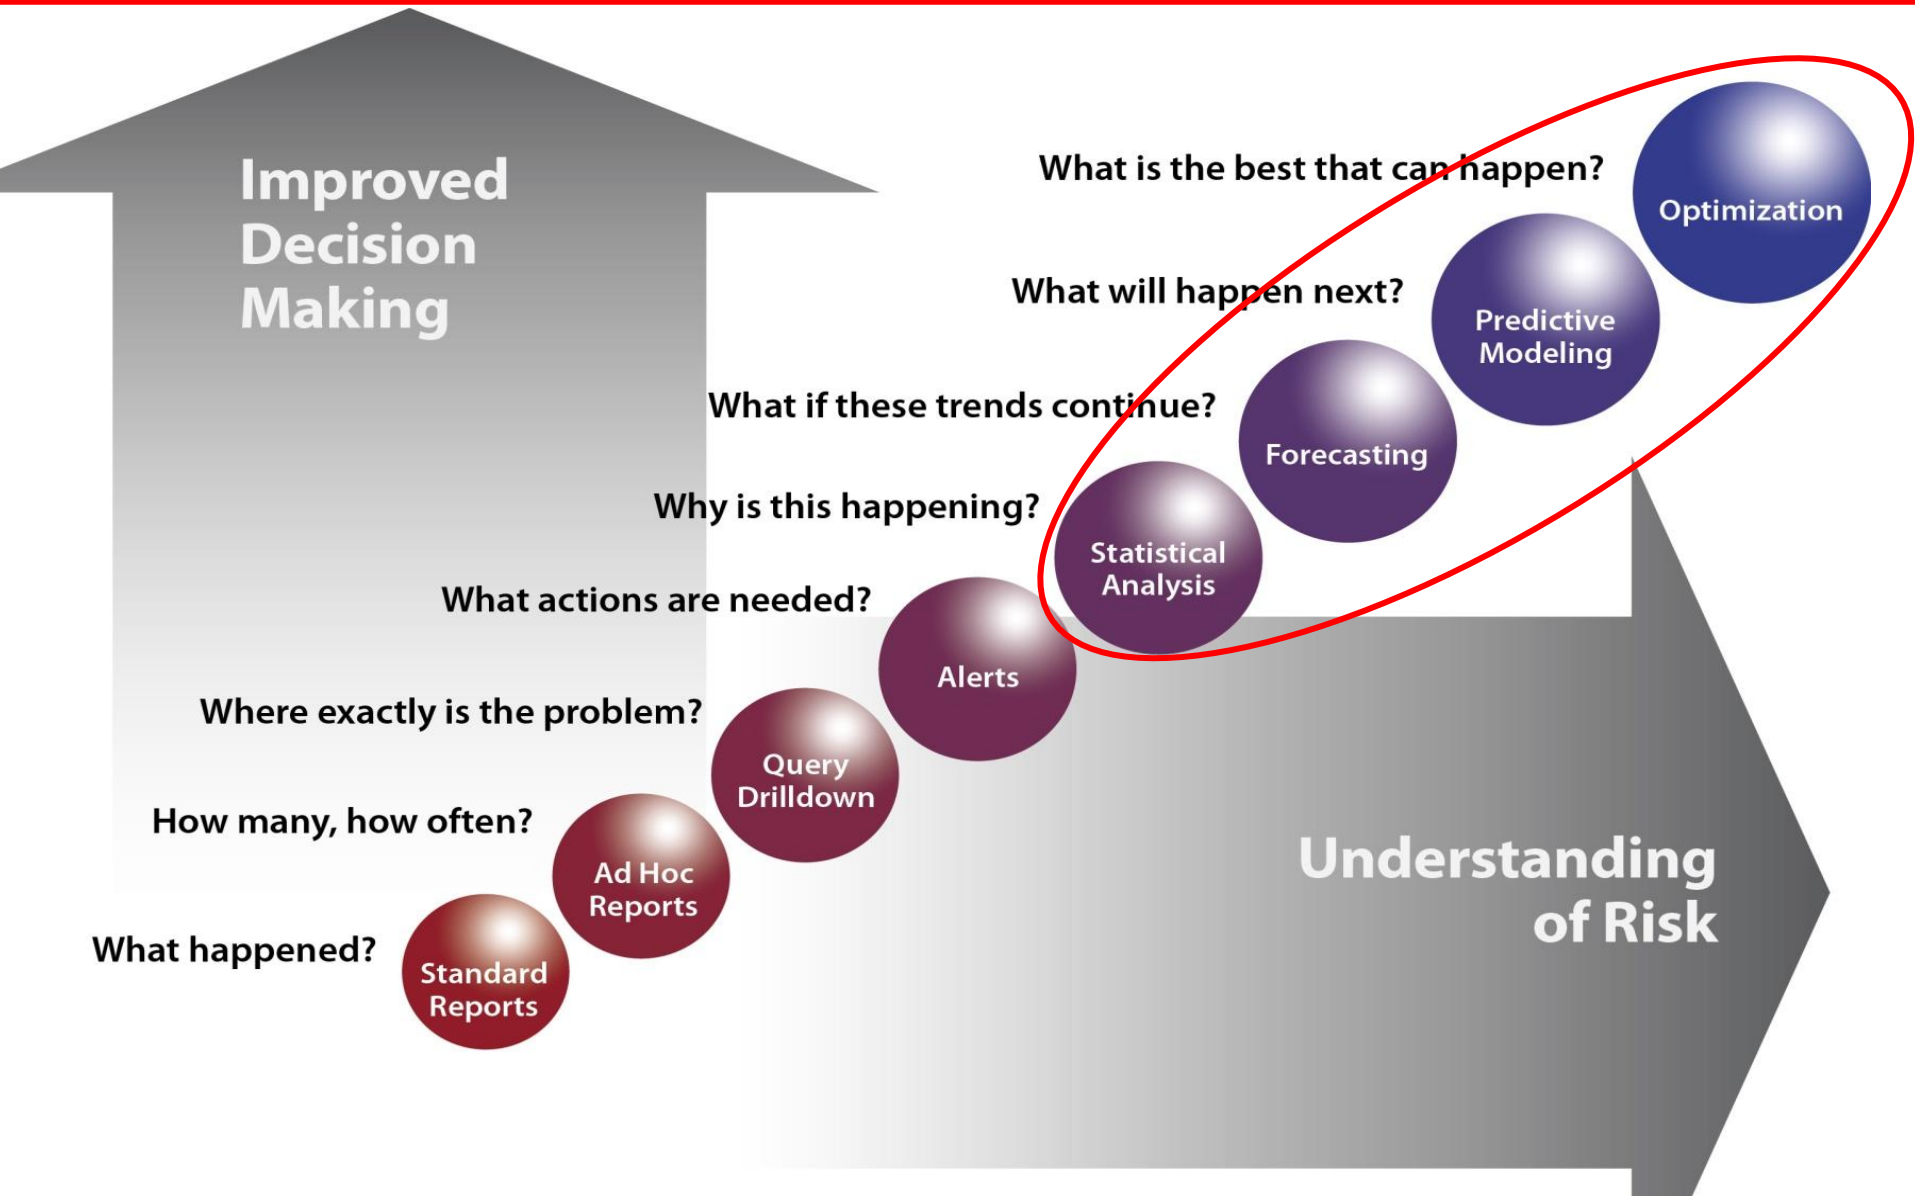 Improved
Decision
Making
What is the best that can happen?
Optimization
What will happen next?
Predictive
Modeling
What if these trends continue?
Forecasting
Why is this happening?
Statistical
Analysis
What actions are needed?
Alerts
Where exactly is the problem?
Query
Drilldown
How many, how often?
Ad Hoc
Reports
What happened?
Standard
Reports
Understanding
of Risk